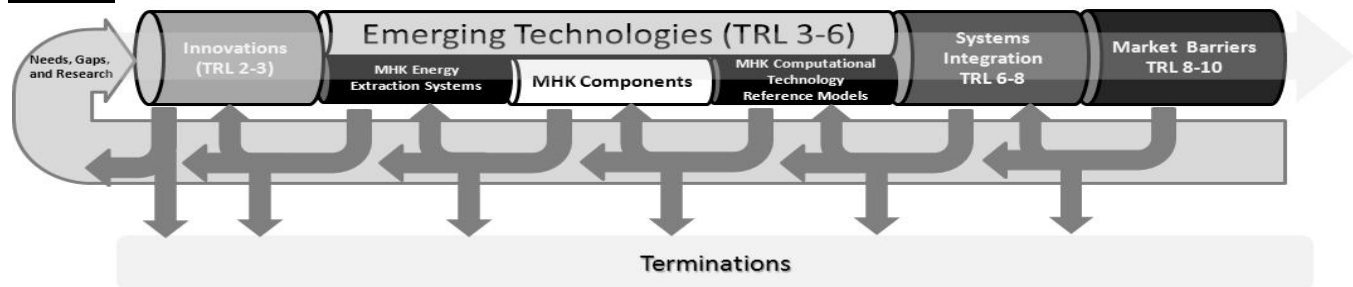 Needs, Gaps,
and Research
Innovations
(TRL 2-3)
Emerging Technologies (TRL 3-6)
MHK Energy
Extraction Systems
MHK Components
MHK Computational
Technology
Reference Models
Systems
Integration
TRL 6-8
Market Barriers
TRL 8-10
Terminations